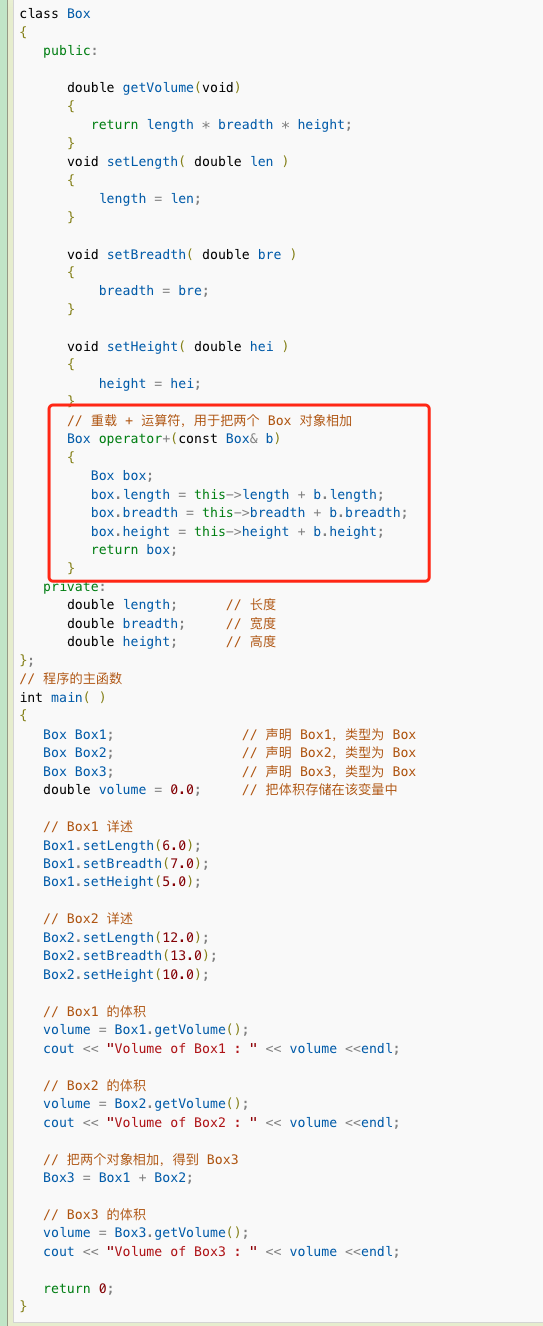 class Box
{
public:
double getVolume(void)
{
return length * breadth * height;
}
void setLength( double len )
{
length = len;
}
void setBreadth( double bre )
{
breadth = bre;
}
void setHeight( double hei )
{
height = hei;
}
// 重载 + 运算符，用于把两个 Box 对象相加
Box operator+(const Box& b)
{
Box box;
box.length = this->length + b.length;
box.breadth = this->breadth + b.breadth;
box.height = this->height + b.height;
return box;
}
private:
double length; // 长度
double breadth; // 宽度
double height; // 高度
};
// 程序的主函数
int main( )
{
Box Box1; // 声明 Box1，类型为 Box
Box Box2; // 声明 Box2，类型为 Box
Box Box3; // 声明 Box3，类型为 Box
double volume = 0.0; // 把体积存储在该变量中
// Box1 详述
Box1.setLength(6.0);
Box1.setBreadth(7.0);
Box1.setHeight(5.0);
// Box2 详述
Box2.setLength(12.0);
Box2.setBreadth(13.0);
Box2.setHeight(10.0);
// Box1 的体积
volume = Box1.getVolume();
cout << "Volume of Box1 : " << volume <<endl;
// Box2 的体积
volume = Box2.getVolume();
cout << "Volume of Box2 : " << volume <<endl;
// 把两个对象相加，得到 Box3
Box3 = Box1 + Box2;
// Box3 的体积
volume = Box3.getVolume();
cout << "Volume of Box3 : " << volume <<endl;
return 0;
}